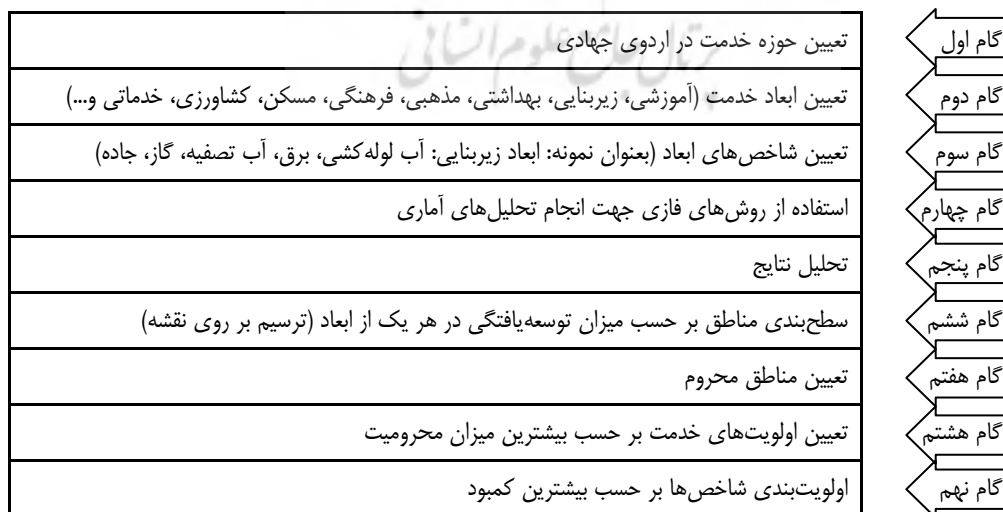 گام اول
تعیین حوزه خدمت در اردوی جهادی
گام دوم
تعیین ابعاد خدمت (آموزشی، زیربنایی، بهداشتی، مذهبی، فرهنگی، مسکن، کشاورزی، خدماتی و...)
گام سوم
تعیین شاخص‌های ابعاد (بعنوان نمونه: ابعاد زیربنایی: آب لوله‌کشی، برق، آب تصفیه، گاز، جاده)
گام چهارم
استفاده از روش‌های فازی جهت انجام تحلیل‌های آماری
گام پنجم
تحلیل نتایج
گام ششم
سطح‌بندی مناطق بر حسب میزان توسعه‌یافتگی در هر یک از ابعاد (ترسیم بر روی نقشه)
گام هفتم
تعیین مناطق محروم
گام هشتم
تعیین اولویت‌های خدمت بر حسب بیشترین میزان محرومیت
گام نهم
اولویت‌بندی شاخص‌ها بر حسب بیشترین کمبود